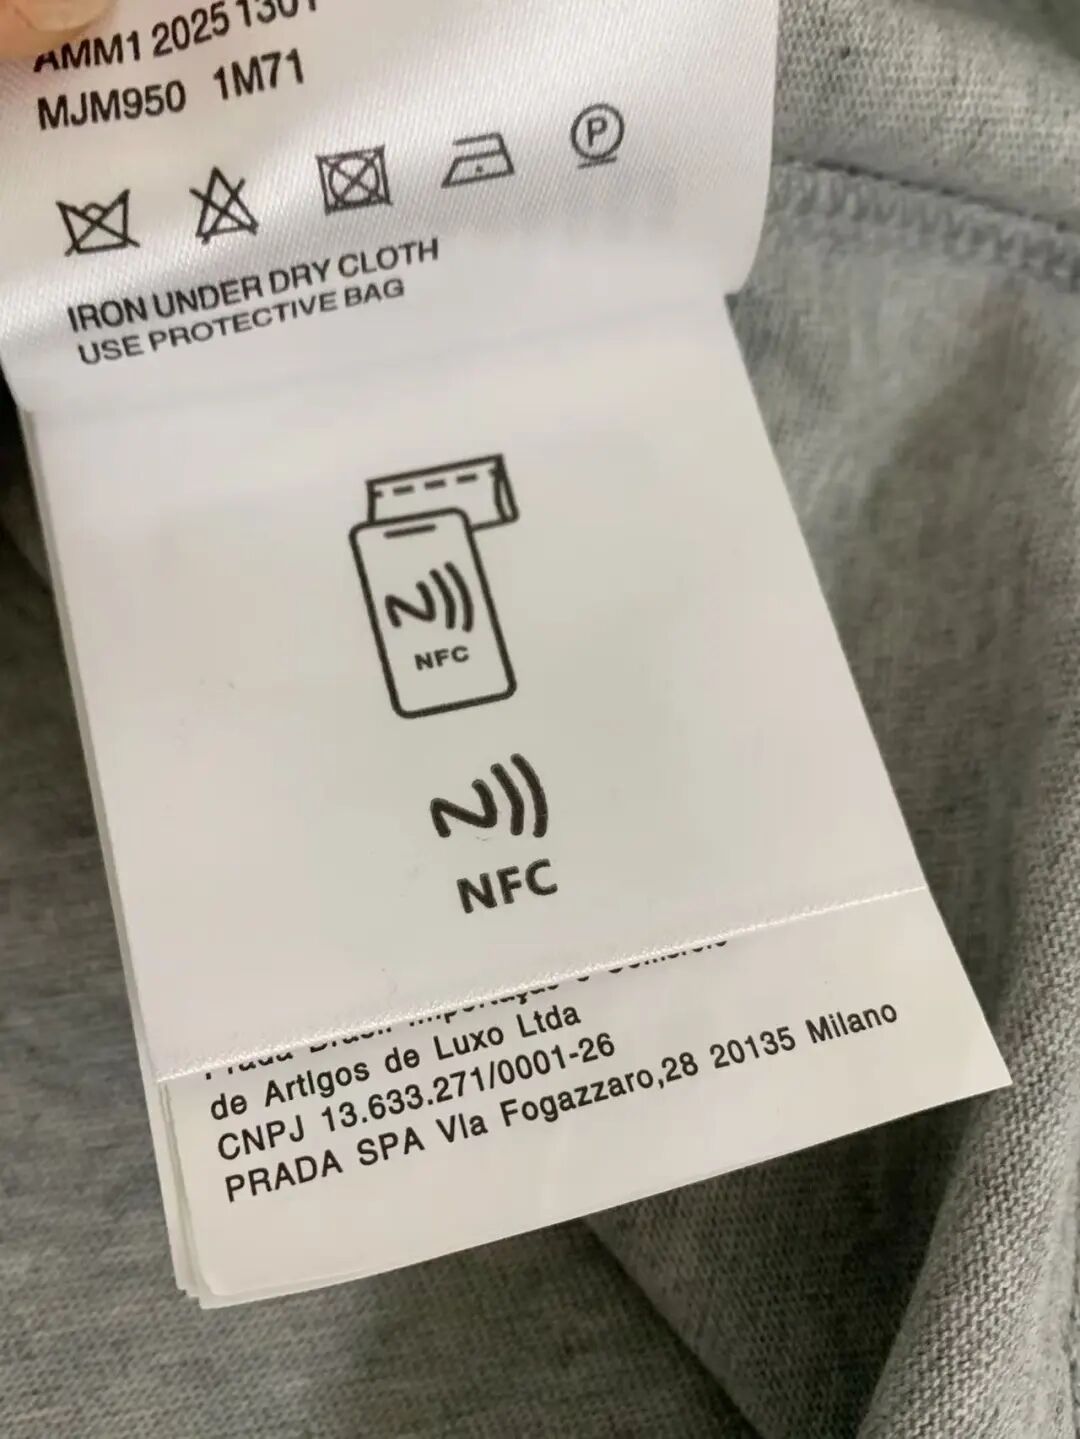 AMM1 2025 1301
MJM950 1M71
P
IRON UNDER DRY CLOTH
USE PROTECTIVE BAG
NFC
NFC
de ArtIgos de Luxo Ltda
CNPJ 13.633.271/0001-26
PRADA SPA VIa Fogazzaro,28 20135 Milano